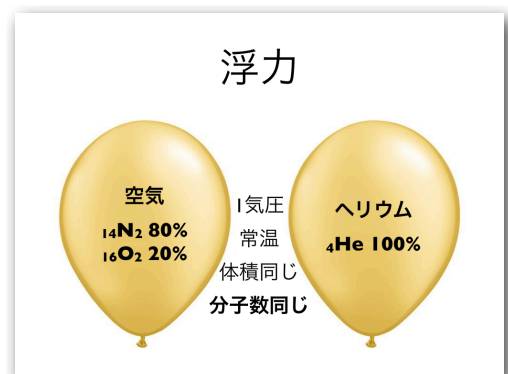 浮力
空気
₁₄N₂ 80%
₁₆O₂ 20%
1気圧
常温
体積同じ
分子数同じ
ヘリウム
₄He 100%